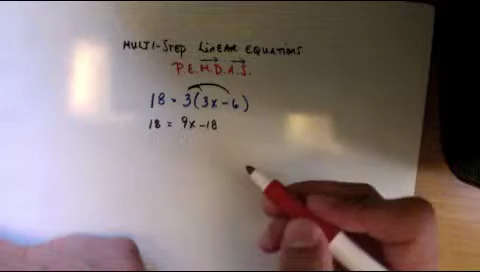 MULTI-STEP LINEAR EQUATIONS
P.E.M.D.A.S.
18 = 3(3x - 6)
18 = 9x - 18